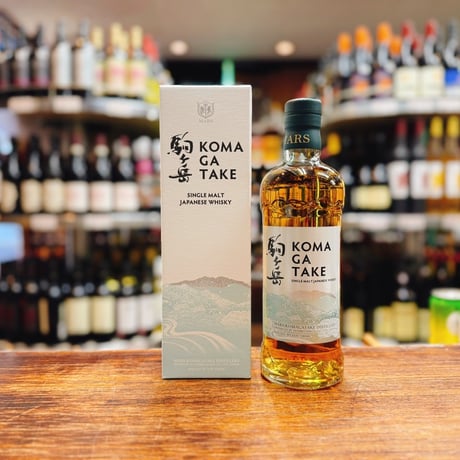 MARS
駒ヶ岳
KOMA
GA
TAKE
SINGLE MALT
JAPANESE WHISKY
MARS
駒ヶ岳
KOMA
GA
TAKE
SINGLE MALT JAPANESE WHISKY